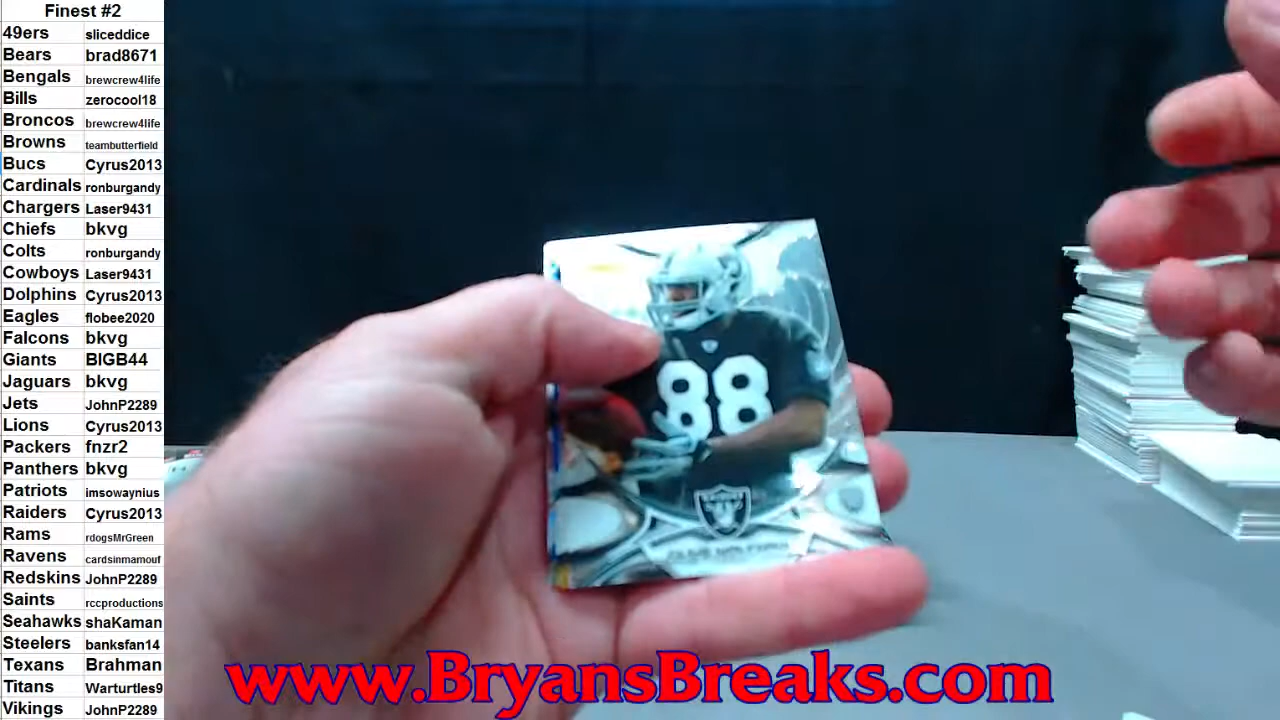 Finest #2
49ers sliceddice
Bears brad8671
Bengals brewcrew4life
Bills zerocool18
Broncos brewcrew4life
Browns teambutterfield
Bucs Cyrus2013
Cardinals ronburgandy
Chargers Laser9431
Chiefs bkvg
Colts ronburgandy
Cowboys Laser9431
Dolphins Cyrus2013
Eagles flobee2020
Falcons bkvg
Giants BIGB44
Jaguars bkvg
Jets JohnP2289
Lions Cyrus2013
Packers fnzr2
Panthers bkvg
Patriots imsowaynius
Raiders Cyrus2013
Rams rdogsMrGreen
Ravens cardsinmamouf
Redskins JohnP2289
Saints rccproductions
Seahawks shaKaman
Steelers banksfan14
Texans Brahman
Titans Warturtles9
Vikings JohnP2289
88
www.BryansBreaks.com